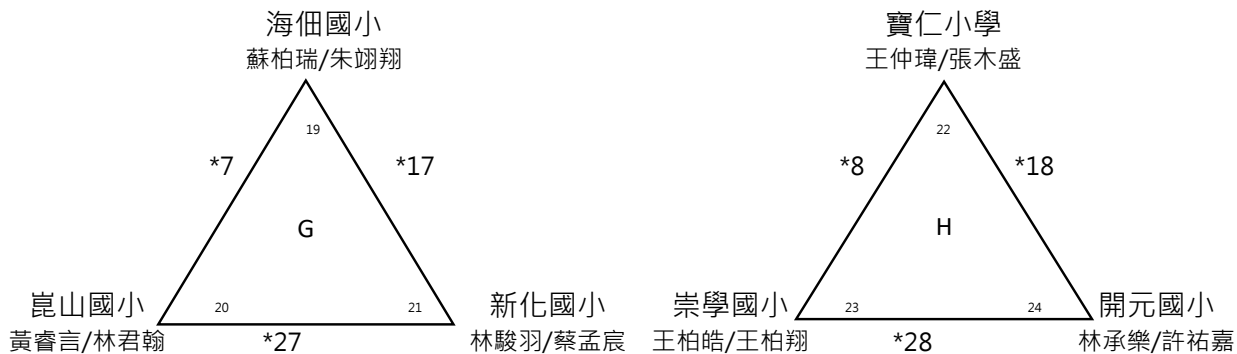 海佃國小
蘇柏瑞/朱翊翔
19
*7
*17
G
崑山國小
黃睿言/林君翰
20
21
新化國小
林駿羽/蔡孟宸
*27
寶仁小學
王仲瑋/張木盛
22
*8
*18
H
崇學國小
王柏皓/王柏翔
23
24
開元國小
林承樂/許祐嘉
*28